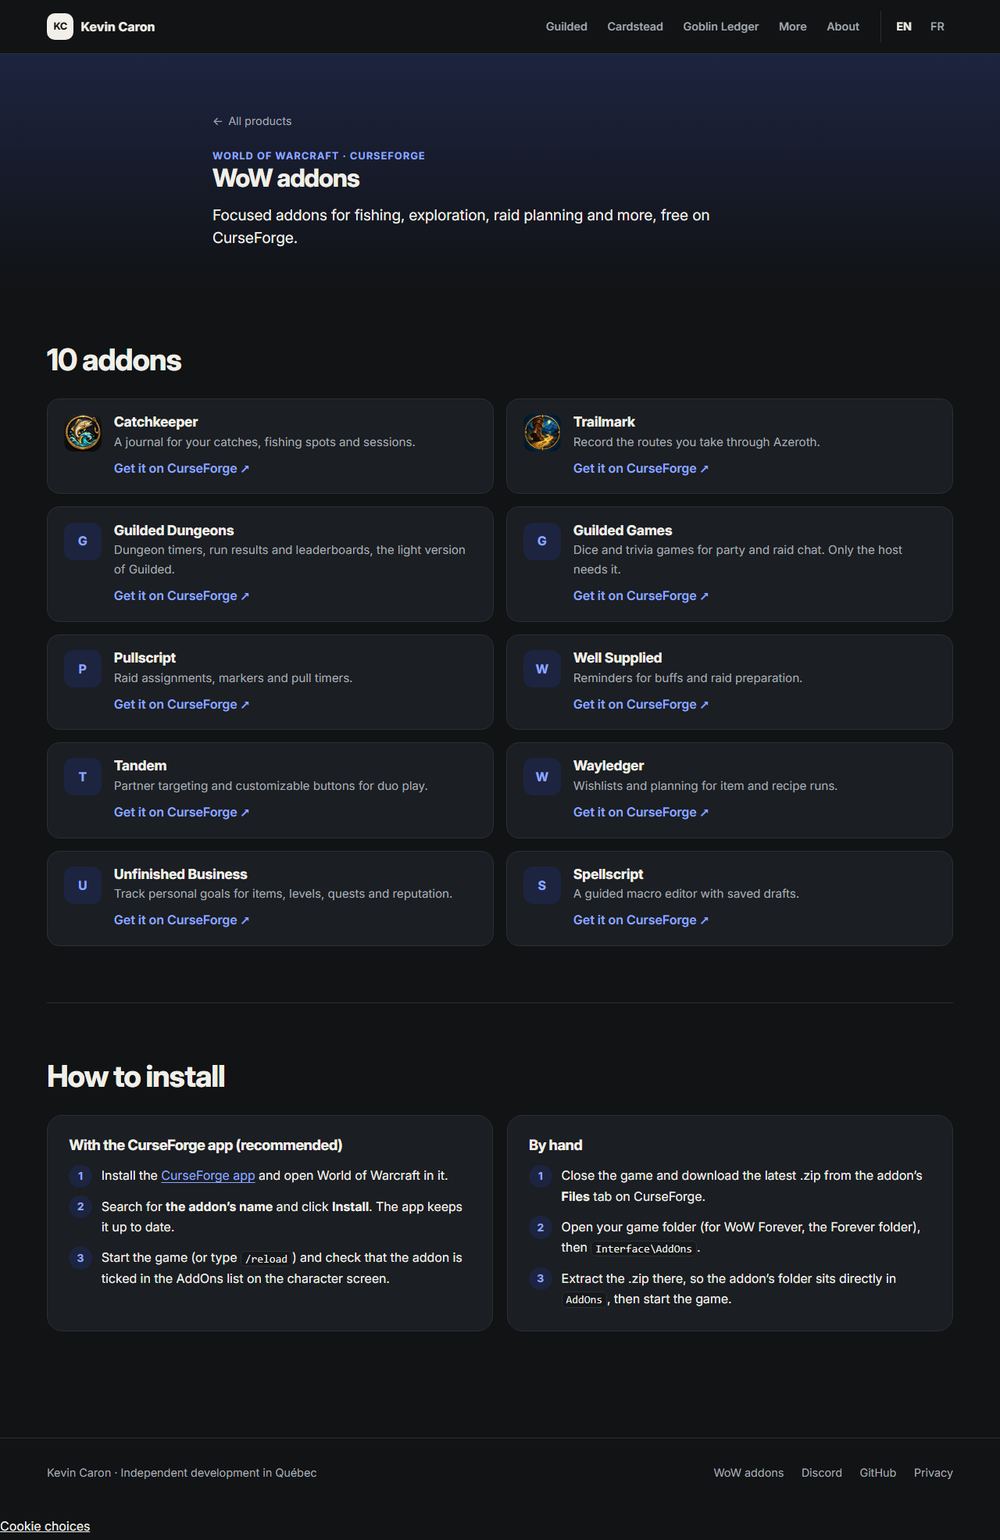 KC Kevin Caron
Guilded Cardstead Goblin Ledger More About EN FR
← All products
WORLD OF WARCRAFT · CURSEFORGE
WoW addons
Focused addons for fishing, exploration, raid planning and more, free on
CurseForge.
10 addons
Catchkeeper
A journal for your catches, fishing spots and sessions.
Get it on CurseForge ↗
Trailmark
Record the routes you take through Azeroth.
Get it on CurseForge ↗
G
Guilded Dungeons
Dungeon timers, run results and leaderboards, the light version
of Guilded.
Get it on CurseForge ↗
G
Guilded Games
Dice and trivia games for party and raid chat. Only the host
needs it.
Get it on CurseForge ↗
P
Pullscript
Raid assignments, markers and pull timers.
Get it on CurseForge ↗
W
Well Supplied
Reminders for buffs and raid preparation.
Get it on CurseForge ↗
T
Tandem
Partner targeting and customizable buttons for duo play.
Get it on CurseForge ↗
W
Wayledger
Wishlists and planning for item and recipe runs.
Get it on CurseForge ↗
U
Unfinished Business
Track personal goals for items, levels, quests and reputation.
Get it on CurseForge ↗
S
Spellscript
A guided macro editor with saved drafts.
Get it on CurseForge ↗
How to install
With the CurseForge app (recommended)
1 Install the CurseForge app and open World of Warcraft in it.
2 Search for the addon’s name and click Install. The app keeps
it up to date.
3 Start the game (or type /reload ) and check that the addon is
ticked in the AddOns list on the character screen.
By hand
1 Close the game and download the latest .zip from the addon’s
Files tab on CurseForge.
2 Open your game folder (for WoW Forever, the Forever folder),
then Interface\AddOns .
3 Extract the .zip there, so the addon’s folder sits directly in
AddOns , then start the game.
Kevin Caron · Independent development in Québec
WoW addons Discord GitHub Privacy
Cookie choices